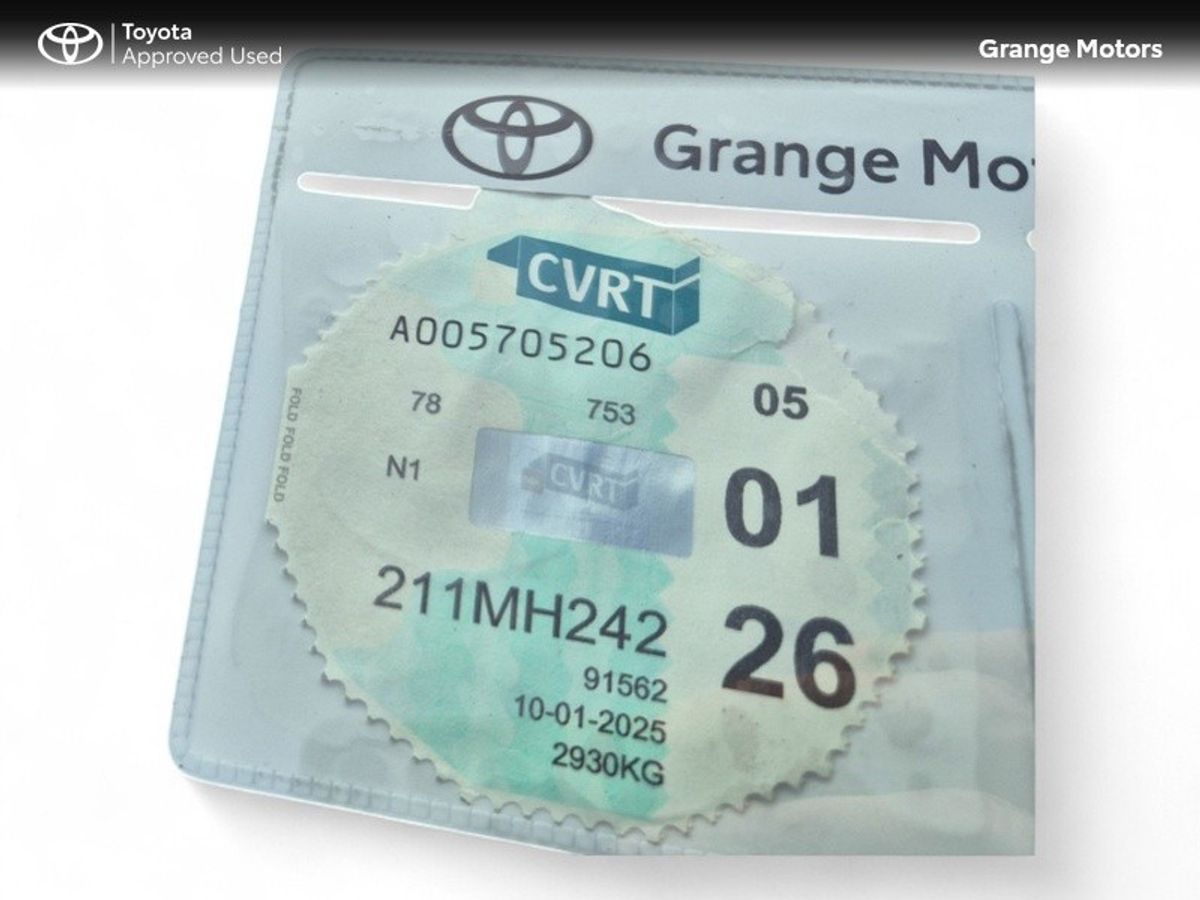 Toyota
Approved Used
Grange Motors
Grange Mo
CVRT
A005705206
78 753 05
N1
CVRT
01
FOLD FOLD FOLD
211MH242
26
91562
10-01-2025
2930KG